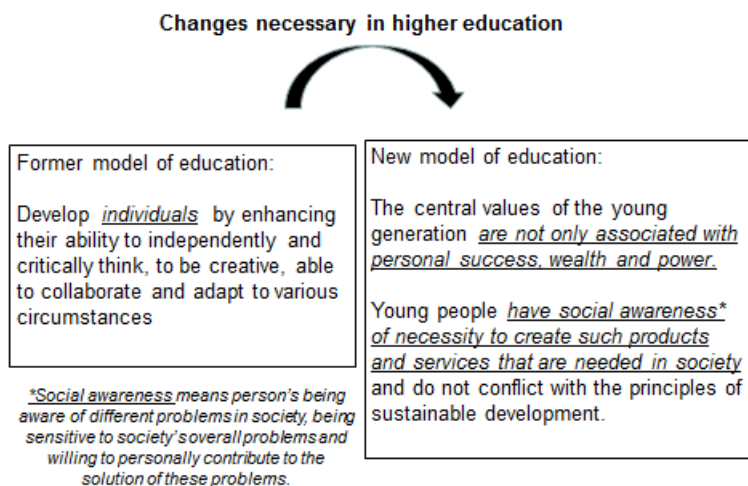 Changes necessary in higher education
Former model of education:
Develop individuals by enhancing
their ability to independently and
critically think, to be creative, able
to collaborate and adapt to various
circumstances
*Social awareness means person's being
aware of different problems in society, being
sensitive to society's overall problems and
willing to personally contribute to the
solution of these problems.
New model of education:
The central values of the young
generation are not only associated with
personal success, wealth and power.
Young people have social awareness*
of necessity to create such products
and services that are needed in society
and do not conflict with the principles of
sustainable development.